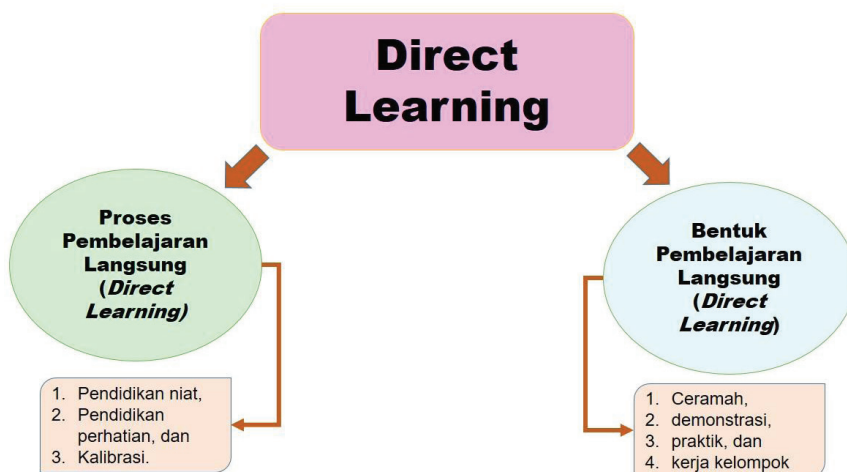 Direct
Learning
Proses
Pembelajaran
Langsung
(Direct
Learning)
Bentuk
Pembelajaran
Langsung
(Direct
Learning)
1. Pendidikan niat,
2. Pendidikan
perhatian, dan
3. Kalibrasi.
1. Ceramah,
2. demonstrasi,
3. praktik, dan
4. kerja kelompok